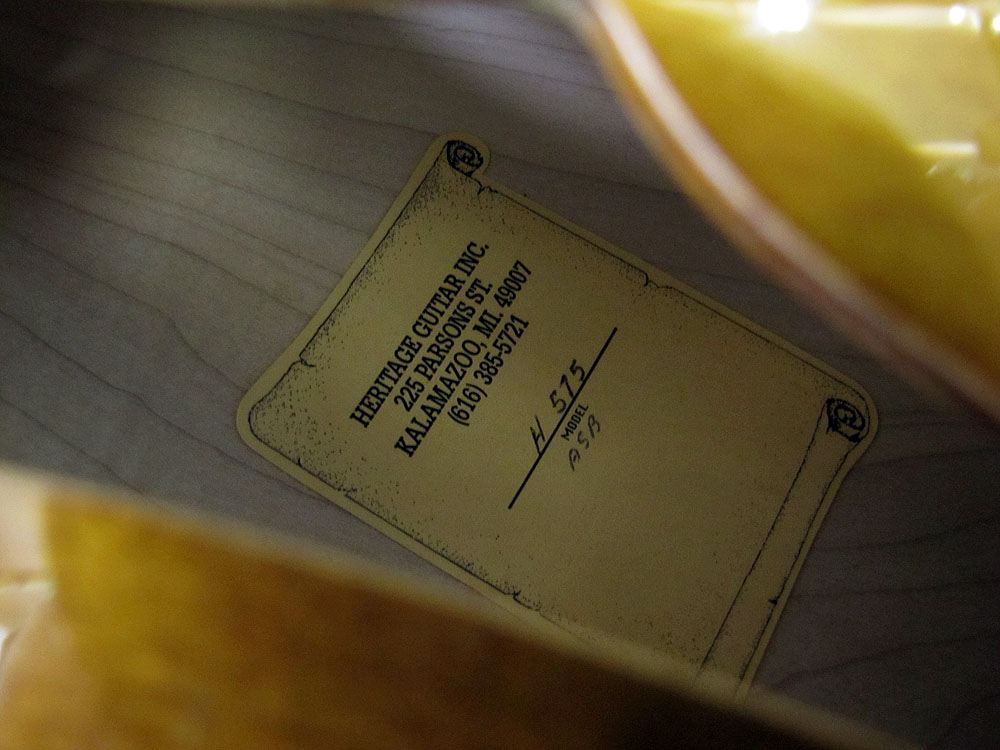 HERITAGE GUITAR INC.
225 PARSONS ST.
KALAMAZOO, MI. 49007
(616) 385-5721
H 575
MODEL
ASB